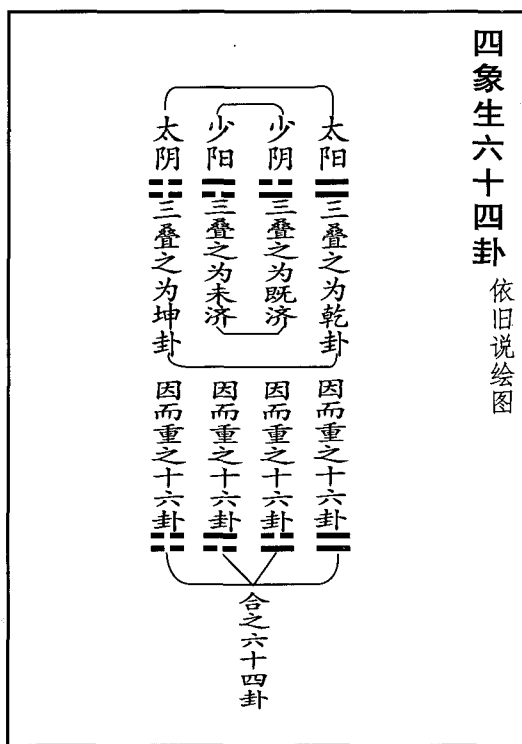 四象生六十四卦
依旧说绘图
太阳
三叠之为乾卦
因而重之十六卦
少阴
三叠之为既济
因而重之十六卦
少阳
三叠之为未济
因而重之十六卦
太阴
三叠之为坤卦
因而重之十六卦
合之六十四卦